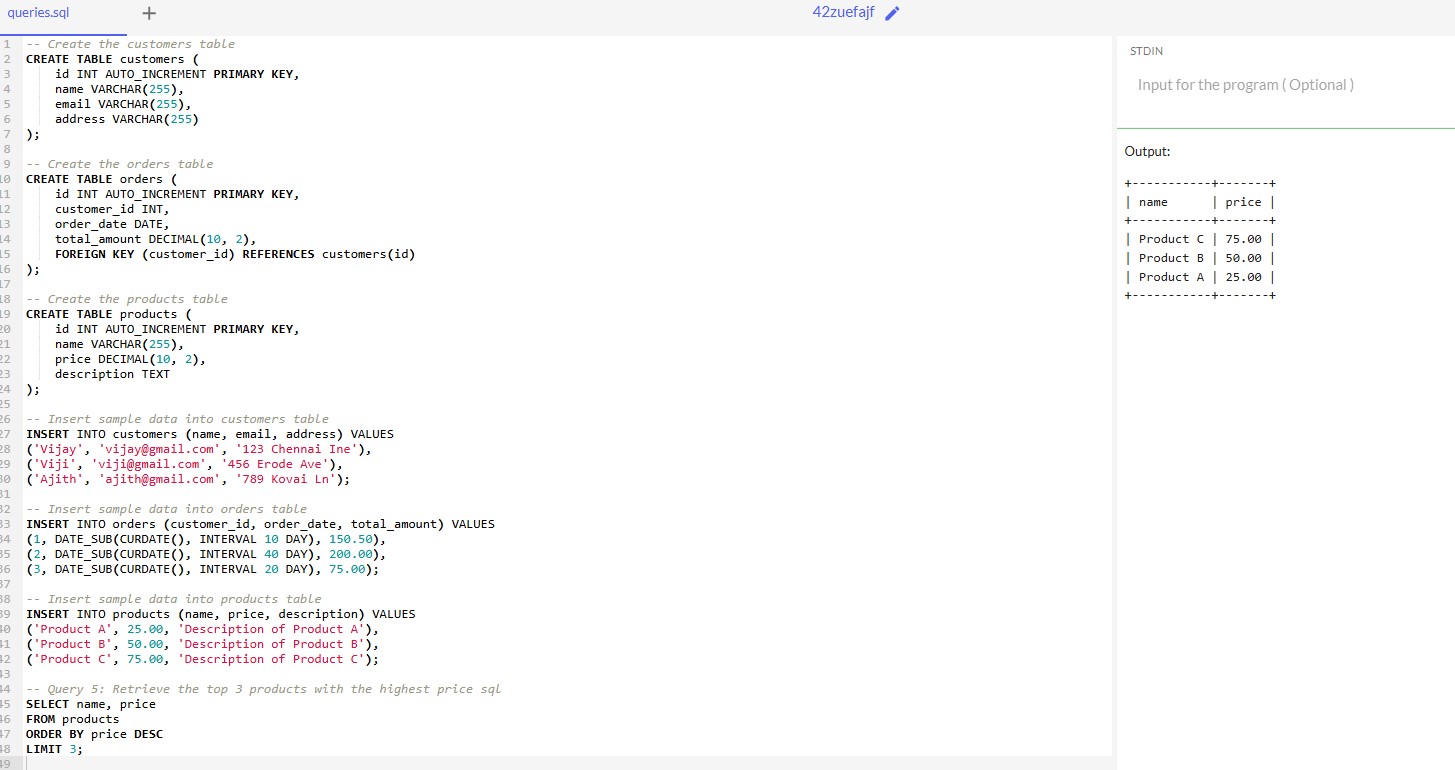 queries.sql
+
42zuefajf
1 -- Create the customers table
2 CREATE TABLE customers (
3     id INT AUTO_INCREMENT PRIMARY KEY,
4     name VARCHAR(255),
5     email VARCHAR(255),
6     address VARCHAR(255)
7 );
8
9 -- Create the orders table
10 CREATE TABLE orders (
11     id INT AUTO_INCREMENT PRIMARY KEY,
12     customer_id INT,
13     order_date DATE,
14     total_amount DECIMAL(10, 2),
15     FOREIGN KEY (customer_id) REFERENCES customers(id)
16 );
17
18 -- Create the products table
19 CREATE TABLE products (
20     id INT AUTO_INCREMENT PRIMARY KEY,
21     name VARCHAR(255),
22     price DECIMAL(10, 2),
23     description TEXT
24 );
25
26 -- Insert sample data into customers table
27 INSERT INTO customers (name, email, address) VALUES
28 ('Vijay', 'vijay@gmail.com', '123 Chennai Ine'),
29 ('Viji', 'viji@gmail.com', '456 Erode Ave'),
30 ('Ajith', 'ajith@gmail.com', '789 Kovai Ln');
31
32 -- Insert sample data into orders table
33 INSERT INTO orders (customer_id, order_date, total_amount) VALUES
34 (1, DATE_SUB(CURDATE(), INTERVAL 10 DAY), 150.50),
35 (2, DATE_SUB(CURDATE(), INTERVAL 40 DAY), 200.00),
36 (3, DATE_SUB(CURDATE(), INTERVAL 20 DAY), 75.00);
37
38 -- Insert sample data into products table
39 INSERT INTO products (name, price, description) VALUES
40 ('Product A', 25.00, 'Description of Product A'),
41 ('Product B', 50.00, 'Description of Product B'),
42 ('Product C', 75.00, 'Description of Product C');
43
44 -- Query 5: Retrieve the top 3 products with the highest price sql
45 SELECT name, price
46 FROM products
47 ORDER BY price DESC
48 LIMIT 3;
49
STDIN
Input for the program ( Optional )
Output:
+-----------+-------+
| name      | price |
+-----------+-------+
| Product C | 75.00 |
| Product B | 50.00 |
| Product A | 25.00 |
+-----------+-------+